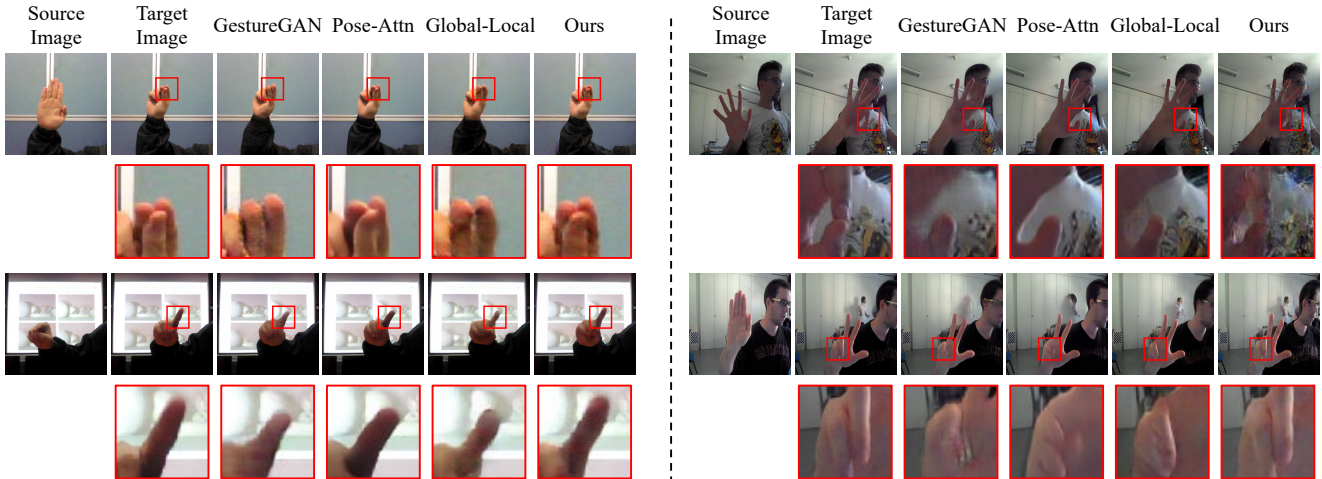 Source Image
Target Image
GestureGAN
Pose-Attn
Global-Local
Ours
Source Image
Target Image
GestureGAN
Pose-Attn
Global-Local
Ours